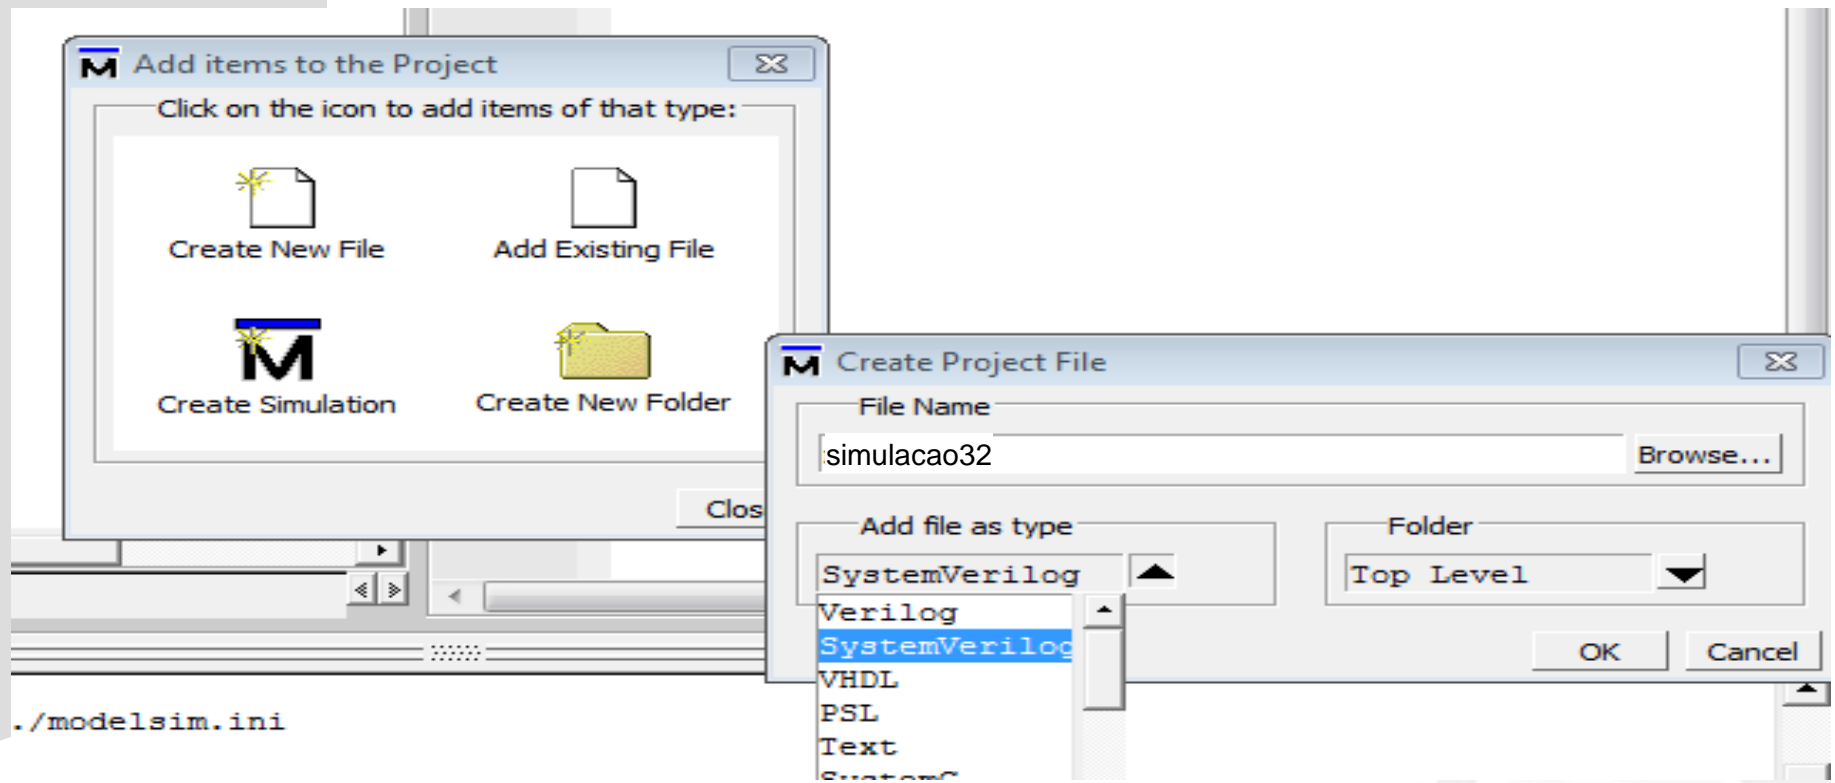 Add items to the Project
Click on the icon to add items of that type:
Create New File
Add Existing File
Create Simulation
Create New Folder
Clos
Create Project File
File Name
simulacao32
Browse...
Add file as type
SystemVerilog
Folder
Top Level
Verilog
SystemVerilog
VHDL
PSL
Text
SystemC
OK
Cancel
./modelsim.ini